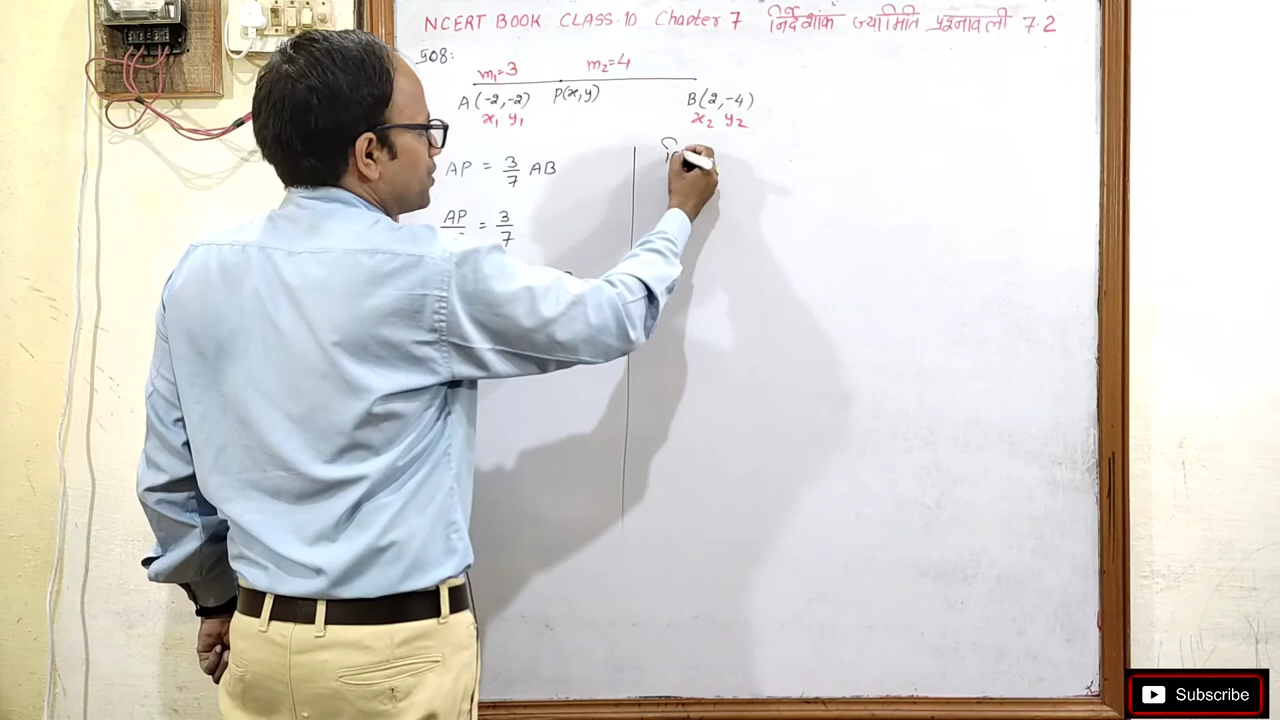 NCERT BOOK CLASS-10 Chapter 7 निर्देशांक ज्यामिति प्रश्नावली 7.2
508:
m₁=3 m₂=4
A(-2,-2) P(x,y) B(2,-4)
x₁ y₁ x₂ y₂
AP = 3/7 AB
AP/ = 3/7
Subscribe